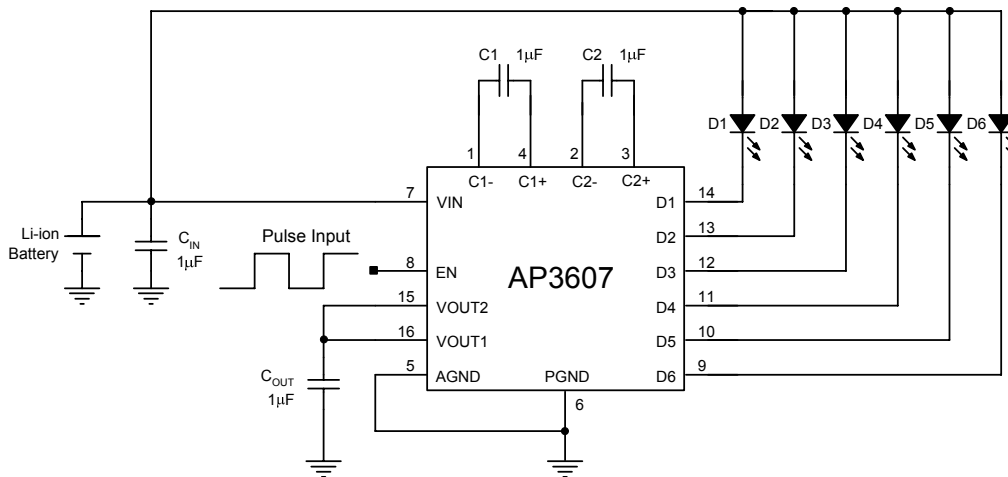 C1 1μF C2 1μF
D1 D2 D3 D4 D5 D6
1 4 2 3
C1- C1+ C2- C2+
7 VIN D1 14
Li-ion
Battery
C_IN
1μF
Pulse Input
D2 13
8 EN D3 12
AP3607
15 VOUT2 D4 11
16 VOUT1 D5 10
5 AGND PGND D6 9
6
C_OUT
1μF